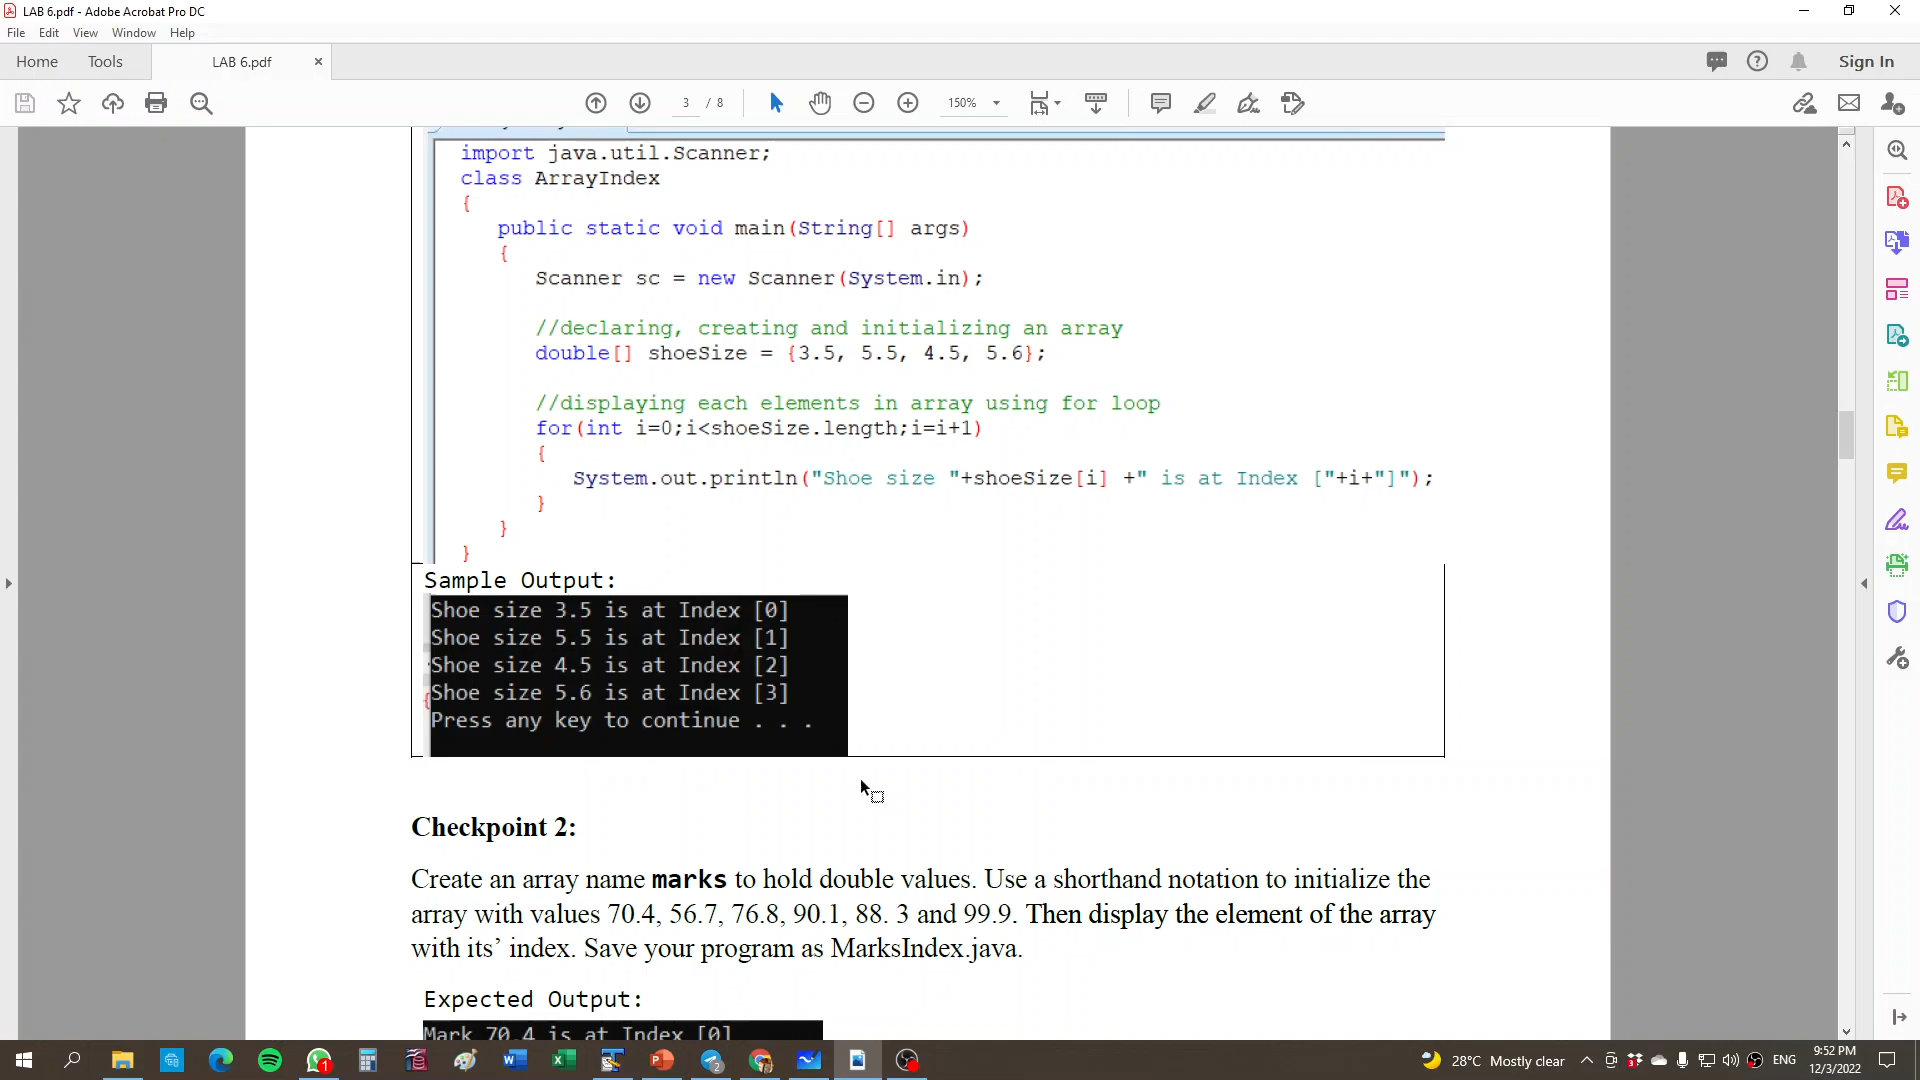 LAB 6.pdf - Adobe Acrobat Pro DC
File Edit View Window Help
Home Tools LAB 6.pdf × Sign In
3 / 8 150%
import java.util.Scanner;
class ArrayIndex
{
public static void main(String[] args)
{
Scanner sc = new Scanner(System.in);
//declaring, creating and initializing an array
double[] shoeSize = {3.5, 5.5, 4.5, 5.6};
//displaying each elements in array using for loop
for(int i=0;i<shoeSize.length;i=i+1)
{
System.out.println("Shoe size "+shoeSize[i] +" is at Index ["+i+"]");
}
}
}
Sample Output:
Shoe size 3.5 is at Index [0]
Shoe size 5.5 is at Index [1]
Shoe size 4.5 is at Index [2]
Shoe size 5.6 is at Index [3]
Press any key to continue . . .
Checkpoint 2:
Create an array name marks to hold double values. Use a shorthand notation to initialize the
array with values 70.4, 56.7, 76.8, 90.1, 88. 3 and 99.9. Then display the element of the array
with its’ index. Save your program as MarksIndex.java.
Expected Output:
Mark 70.4 is at Index [0]
28°C Mostly clear ENG 9:52 PM
12/3/2022